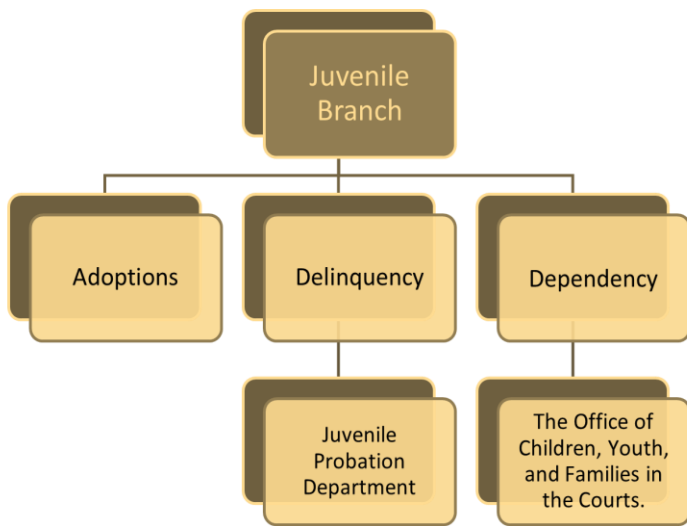 Juvenile
Branch
Adoptions
Delinquency
Dependency
Juvenile
Probation
Department
The Office of
Children, Youth,
and Families in
the Courts.